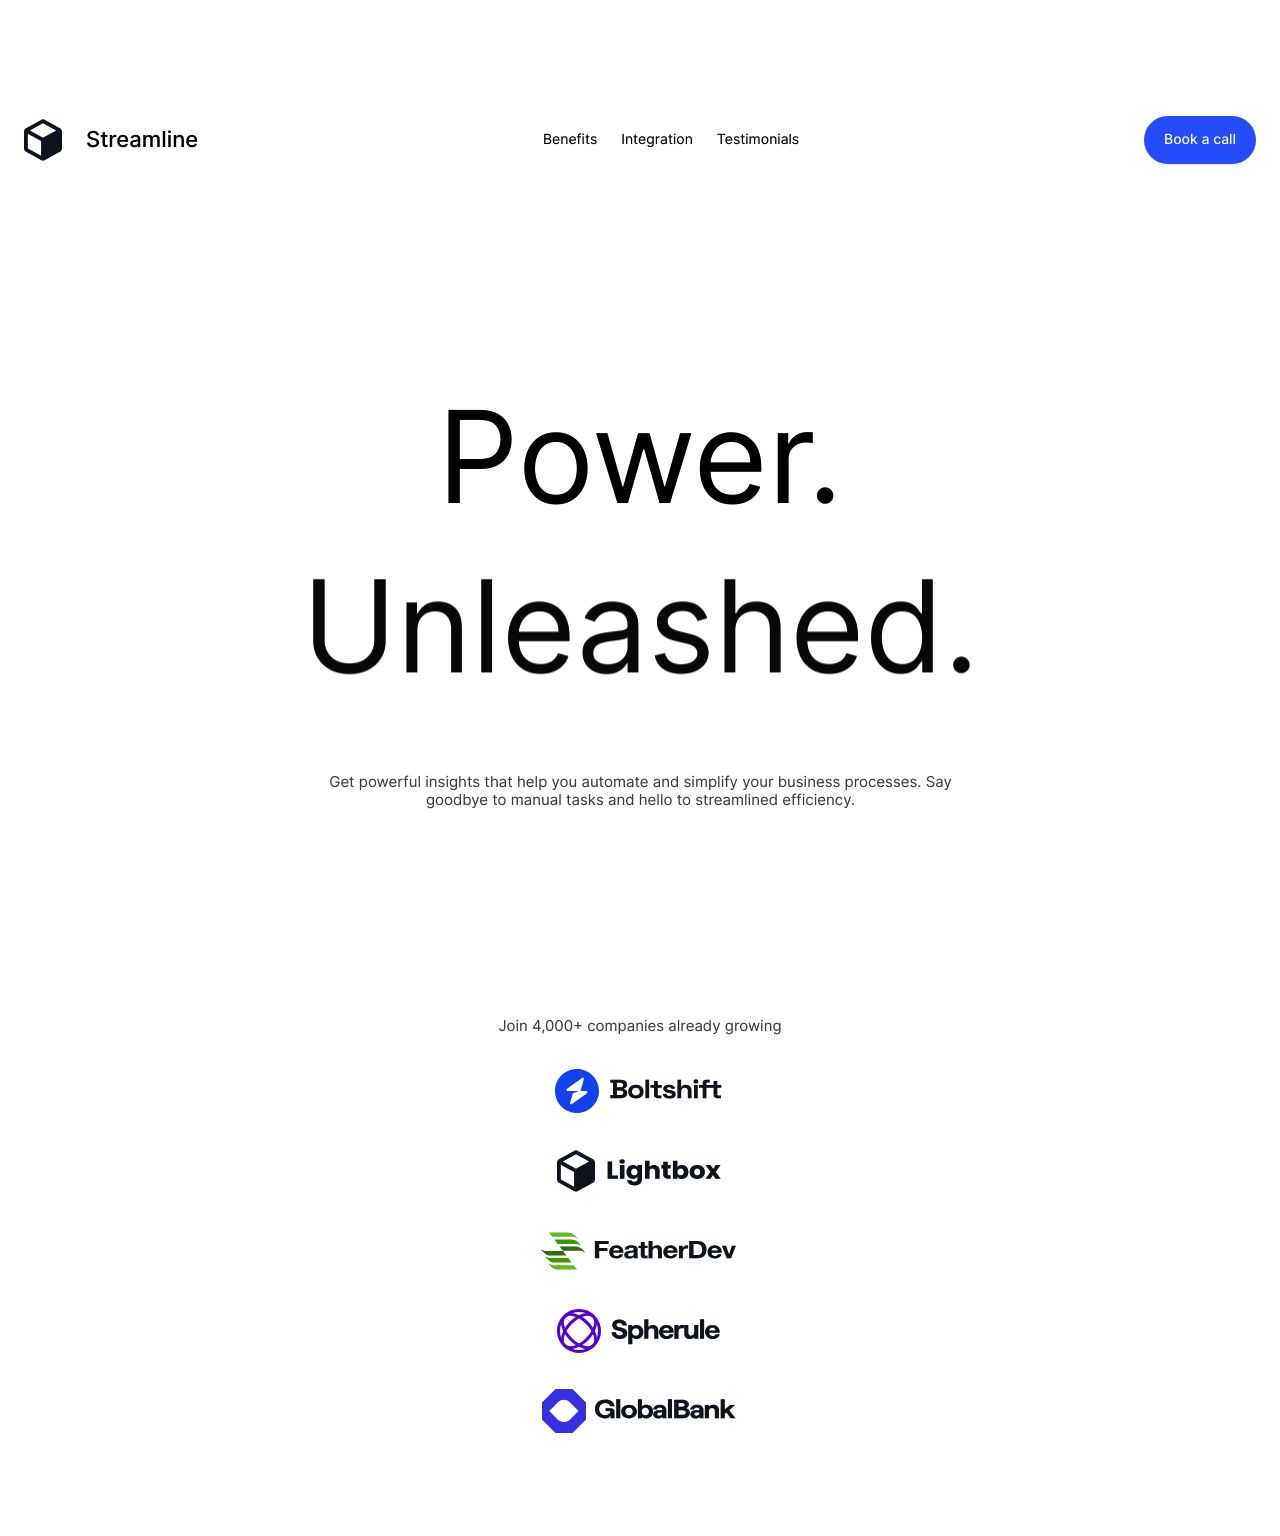 Streamline
Benefits
Integration
Testimonials
Book a call
Power.
Unleashed.
Get powerful insights that help you automate and simplify your business processes. Say
goodbye to manual tasks and hello to streamlined efficiency.
Join 4,000+ companies already growing
Boltshift
Lightbox
FeatherDev
Spherule
GlobalBank